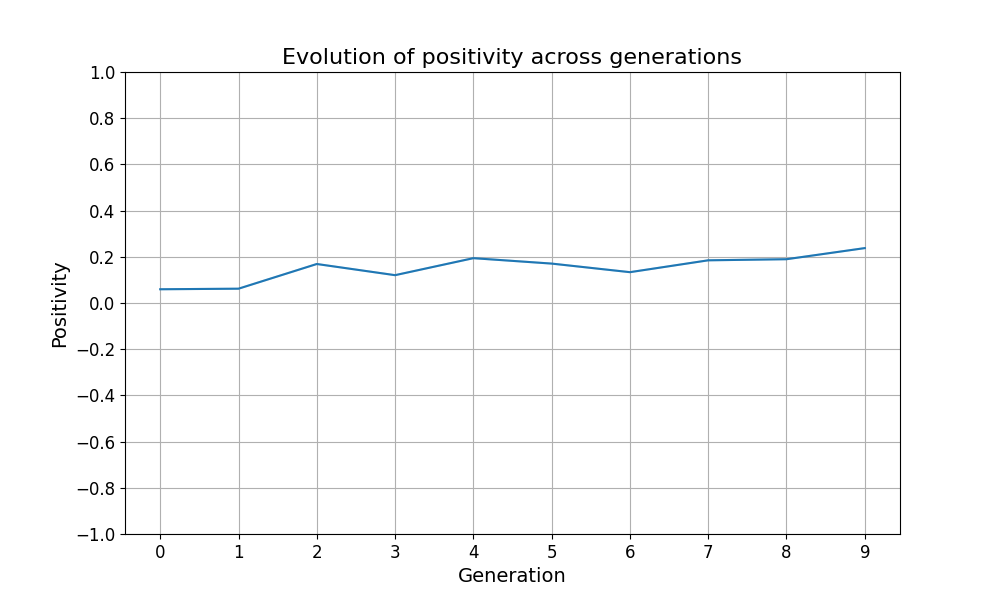 Evolution of positivity across generations
1.0
0.8
0.6
0.4
0.2
0.0
−0.2
−0.4
−0.6
−0.8
−1.0
Positivity
0 1 2 3 4 5 6 7 8 9
Generation